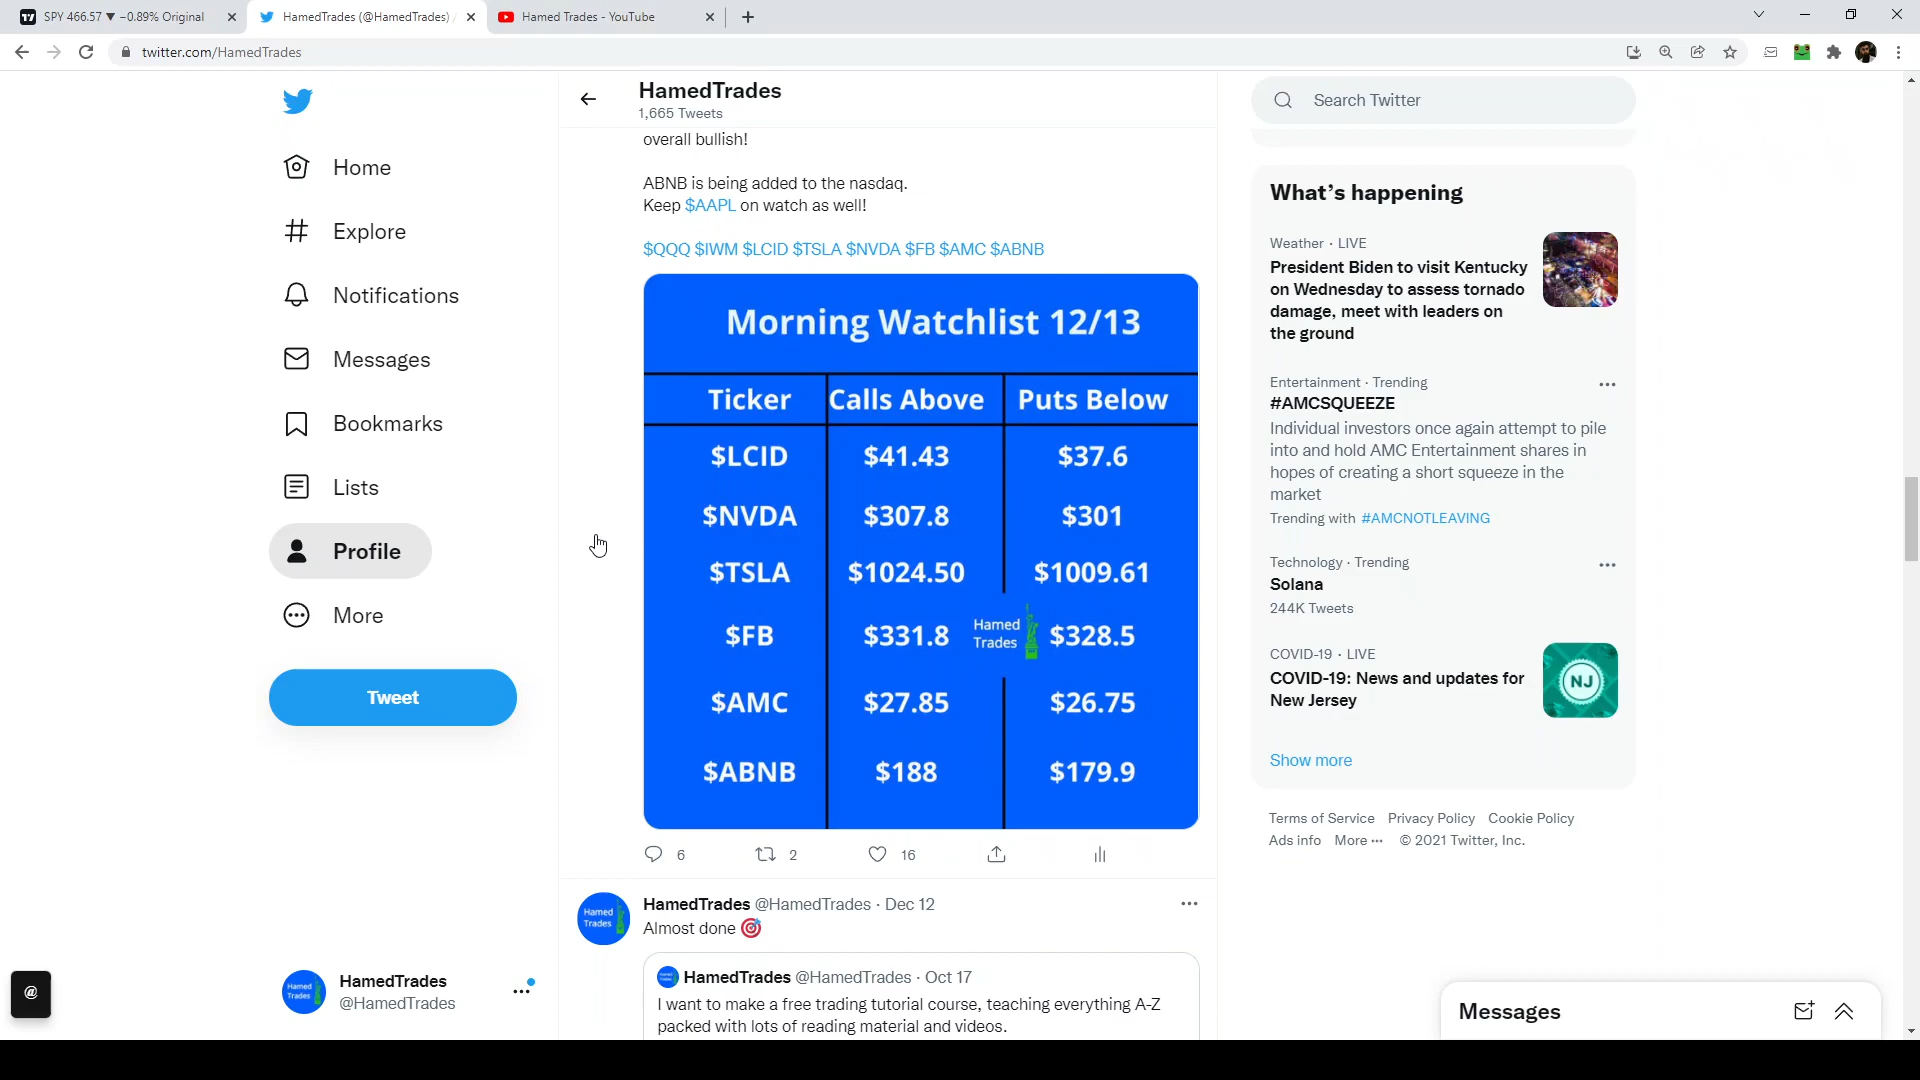 SPY 466.57 ▼ −0.89% Original
HamedTrades (@HamedTrades) /
Hamed Trades - YouTube
twitter.com/HamedTrades
Home
Explore
Notifications
Messages
Bookmarks
Lists
Profile
More
Tweet
HamedTrades
@HamedTrades
@
HamedTrades
1,665 Tweets
overall bullish!
ABNB is being added to the nasdaq.
Keep $AAPL on watch as well!
$QQQ $IWM $LCID $TSLA $NVDA $FB $AMC $ABNB
Morning Watchlist 12/13
Ticker Calls Above Puts Below
$LCID $41.43 $37.6
$NVDA $307.8 $301
$TSLA $1024.50 $1009.61
$FB $331.8 $328.5
Hamed
Trades
$AMC $27.85 $26.75
$ABNB $188 $179.9
6 2 16
Hamed
Trades
HamedTrades @HamedTrades · Dec 12
Almost done
HamedTrades @HamedTrades · Oct 17
I want to make a free trading tutorial course, teaching everything A-Z
packed with lots of reading material and videos.
Search Twitter
What's happening
Weather · LIVE
President Biden to visit Kentucky
on Wednesday to assess tornado
damage, meet with leaders on
the ground
Entertainment · Trending
#AMCSQUEEZE
Individual investors once again attempt to pile
into and hold AMC Entertainment shares in
hopes of creating a short squeeze in the
market
Trending with #AMCNOTLEAVING
Technology · Trending
Solana
244K Tweets
COVID-19 · LIVE
COVID-19: News and updates for
New Jersey
NJ
Show more
Terms of Service Privacy Policy Cookie Policy
Ads info More ··· © 2021 Twitter, Inc.
Messages
Hamed
Trades